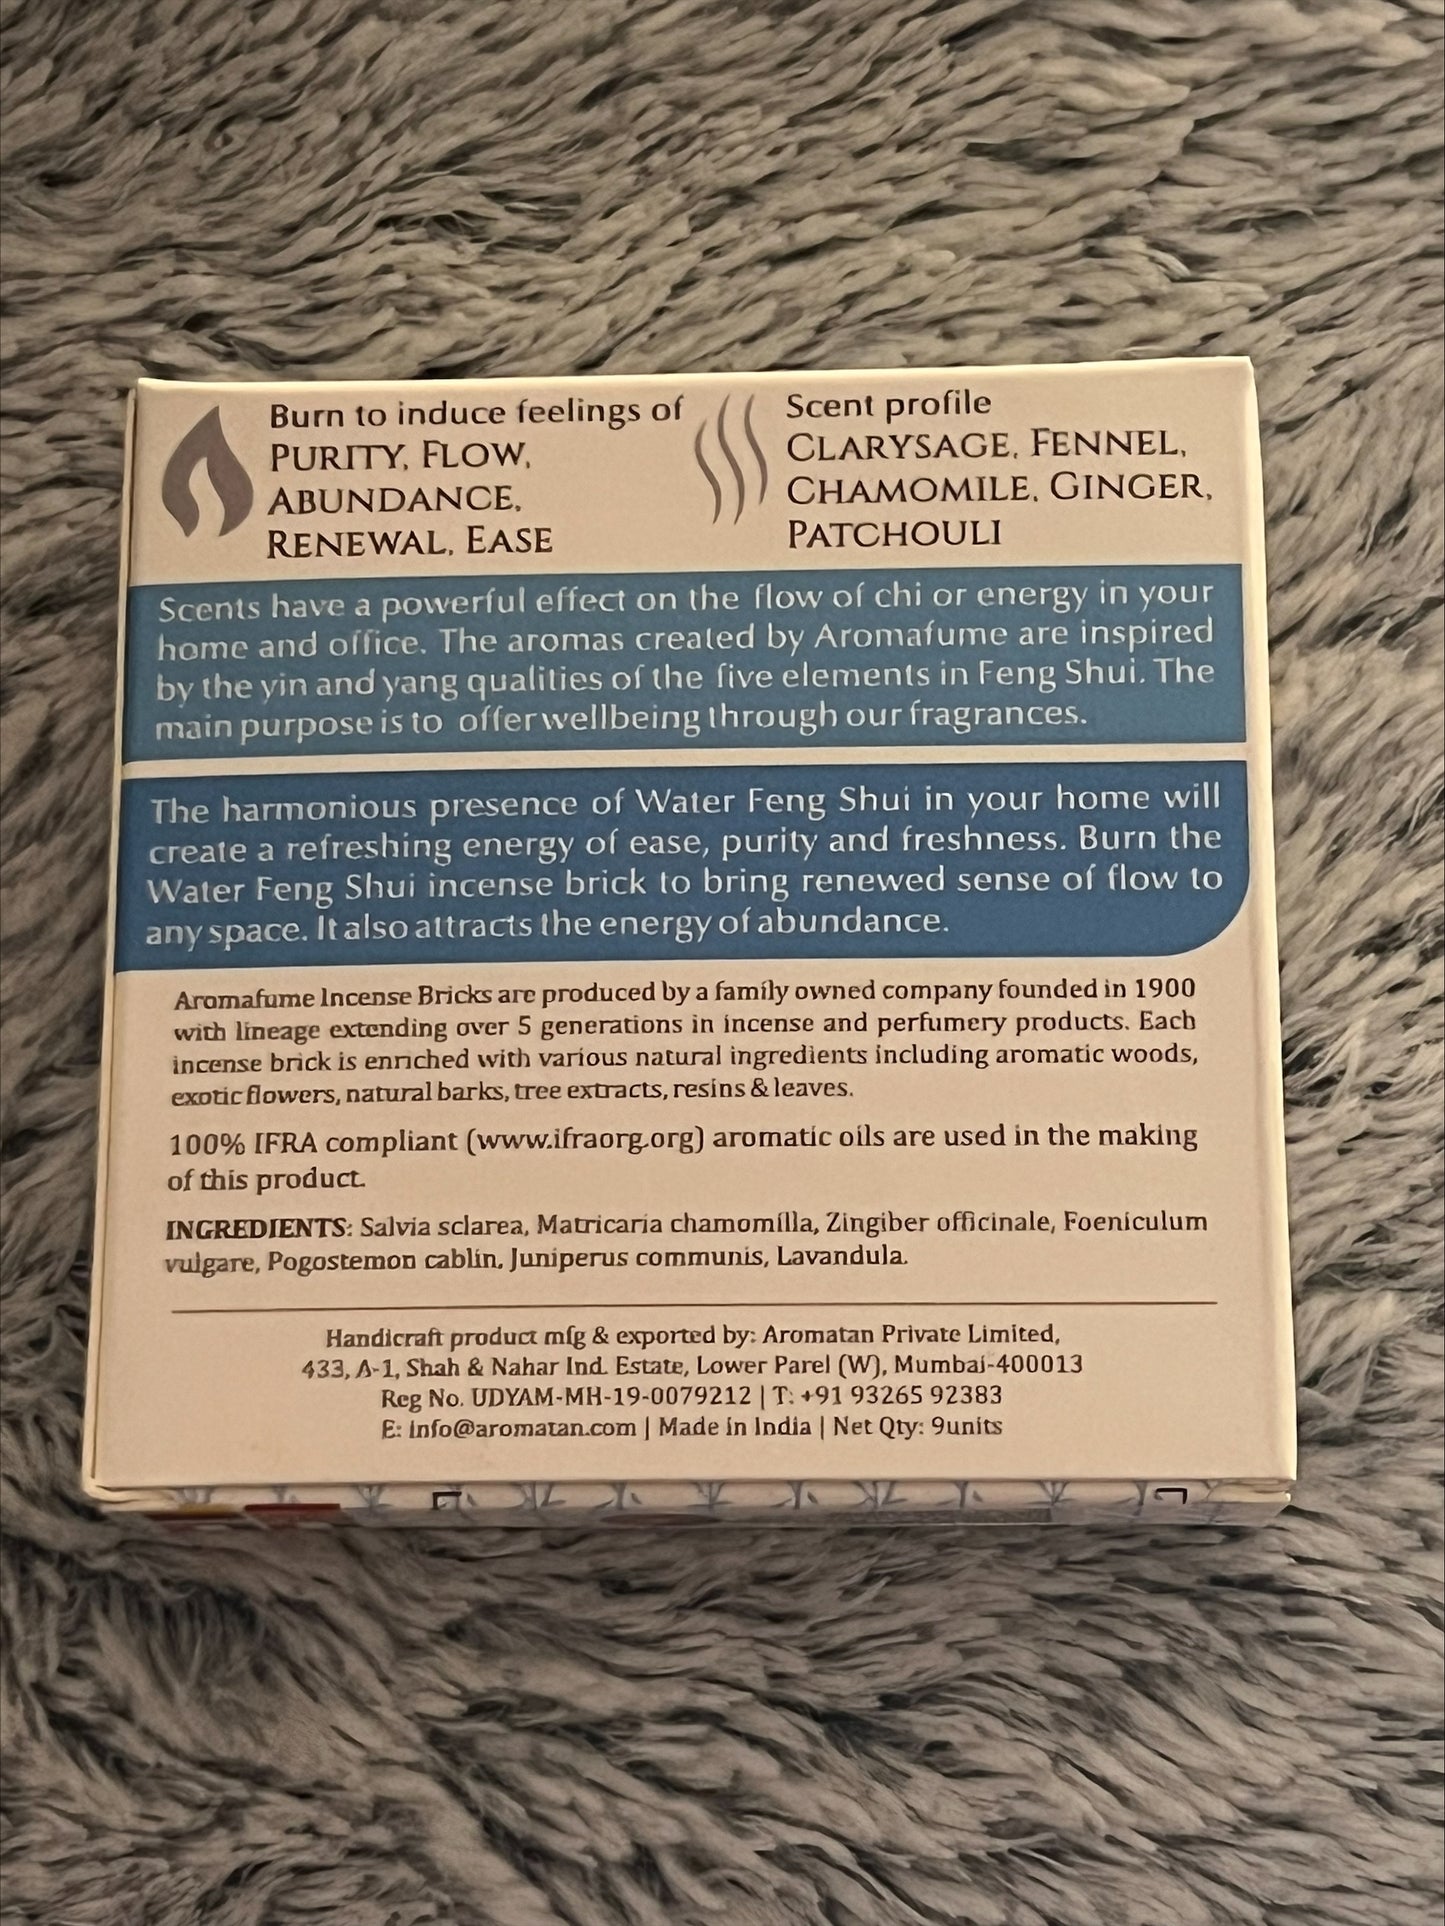 Burn to induce feelings of
PURITY, FLOW,
ABUNDANCE,
RENEWAL, EASE
Scent profile
CLARYSAGE, FENNEL,
CHAMOMILE, GINGER,
PATCHOULI
Scents have a powerful effect on the flow of chi or energy in your
home and office. The aromas created by Aromafume are inspired
by the yin and yang qualities of the five elements in Feng Shui. The
main purpose is to offer wellbeing through our fragrances.
The harmonious presence of Water Feng Shui in your home will
create a refreshing energy of ease, purity and freshness. Burn the
Water Feng Shui incense brick to bring renewed sense of flow to
any space. It also attracts the energy of abundance.
Aromafume Incense Bricks are produced by a family owned company founded in 1900
with lineage extending over 5 generations in incense and perfumery products. Each
incense brick is enriched with various natural ingredients including aromatic woods,
exotic flowers, natural barks, tree extracts, resins & leaves.
100% IFRA compliant (www.ifraorg.org) aromatic oils are used in the making
of this product.
INGREDIENTS: Salvia sclarea, Matricaria chamomilla, Zingiber officinale, Foeniculum
vulgare, Pogostemon cablin, Juniperus communis, Lavandula.
Handicraft product mfg & exported by: Aromatan Private Limited,
433, A-1, Shah & Nahar Ind. Estate, Lower Parel (W), Mumbai-400013
Reg No. UDYAM-MH-19-0079212 | T: +91 93265 92383
E: info@aromatan.com | Made in India | Net Qty: 9units